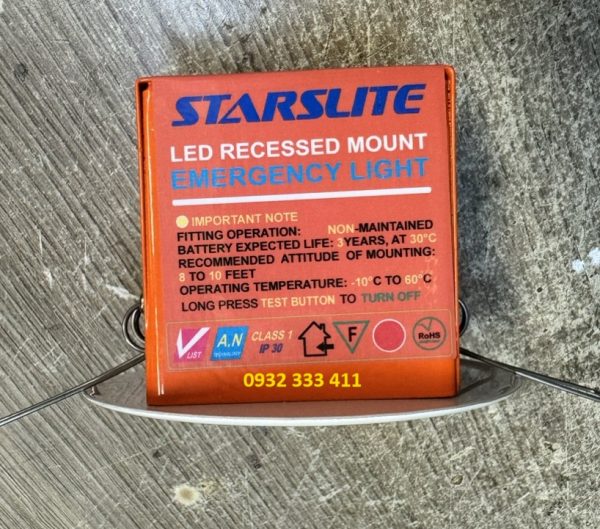 STARSLITE
LED RECESSED MOUNT
EMERGENCY LIGHT
IMPORTANT NOTE
FITTING OPERATION: NON-MAINTAINED
BATTERY EXPECTED LIFE: 3YEARS, AT 30°C
RECOMMENDED ATTITUDE OF MOUNTING:
8 TO 10 FEET
OPERATING TEMPERATURE: -10°C TO 60°C
LONG PRESS TEST BUTTON TO TURN OFF
LIST
A.N
TECHNOLOGY
CLASS 1
IP 30
F
RoHS
0932 333 411